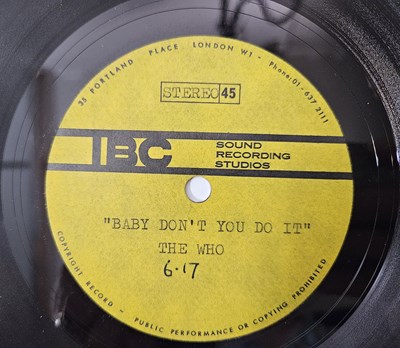 35 PORTLAND PLACE LONDON W1 - Phone: 01 - 637 2111
STEREO 45
IBC
SOUND
RECORDING
STUDIOS
"BABY DON'T YOU DO IT"
THE WHO
6.17
COPYRIGHT RECORD - PUBLIC PERFORMANCE OR COPYING PROHIBITED